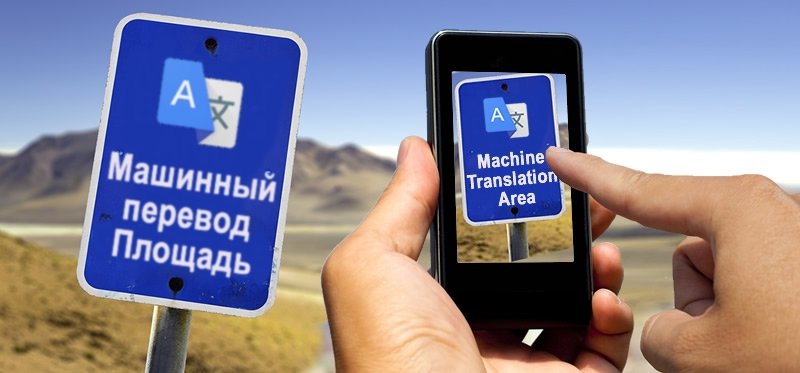 A 文
Машинный
перевод
Площадь
A 文
Machine
Translation
Area